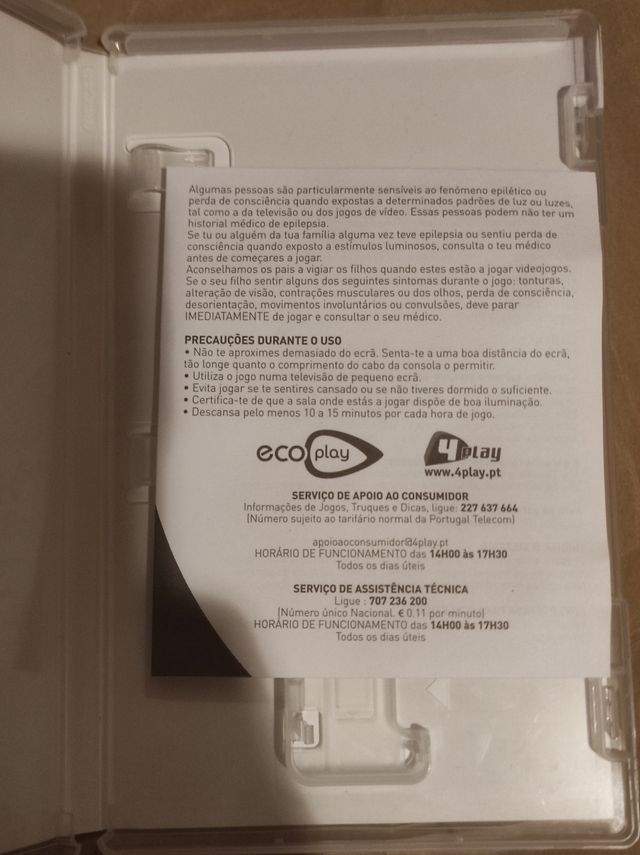 Algumas pessoas são particularmente sensíveis ao fenómeno epilético ou
perda de consciência quando expostas a determinados padrões de luz ou luzes,
tal como a da televisão ou dos jogos de vídeo. Essas pessoas podem não ter um
historial médico de epilepsia.
Se tu ou alguém da tua família alguma vez teve epilepsia ou sentiu perda de
consciência quando exposto a estímulos luminosos, consulta o teu médico
antes de começares a jogar.
Aconselhamos os pais a vigiar os filhos quando estes estão a jogar videojogos.
Se o seu filho sentir alguns dos seguintes sintomas durante o jogo: tonturas,
alteração de visão, contrações musculares ou dos olhos, perda de consciência,
desorientação, movimentos involuntários ou convulsões, deve parar
IMEDIATAMENTE de jogar e consultar o seu médico.
PRECAUÇÕES DURANTE O USO
• Não te aproximes demasiado do ecrã. Senta-te a uma boa distância do ecrã,
tão longe quanto o comprimento do cabo da consola o permitir.
• Utiliza o jogo numa televisão de pequeno ecrã.
• Evita jogar se te sentires cansado ou se não tiveres dormido o suficiente.
• Certifica-te de que a sala onde estás a jogar dispõe de boa iluminação.
• Descansa pelo menos 10 a 15 minutos por cada hora de jogo.
eco play
4play
www.4play.pt
SERVIÇO DE APOIO AO CONSUMIDOR
Informações de Jogos, Truques e Dicas, ligue: 227 637 664
(Número sujeito ao tarifário normal da Portugal Telecom)
apoioaoconsumidor@4play.pt
HORÁRIO DE FUNCIONAMENTO das 14H00 às 17H30
Todos os dias úteis
SERVIÇO DE ASSISTÊNCIA TÉCNICA
Ligue : 707 236 200
(Número único Nacional. € 0.11 por minuto)
HORÁRIO DE FUNCIONAMENTO das 14H00 às 17H30
Todos os dias úteis